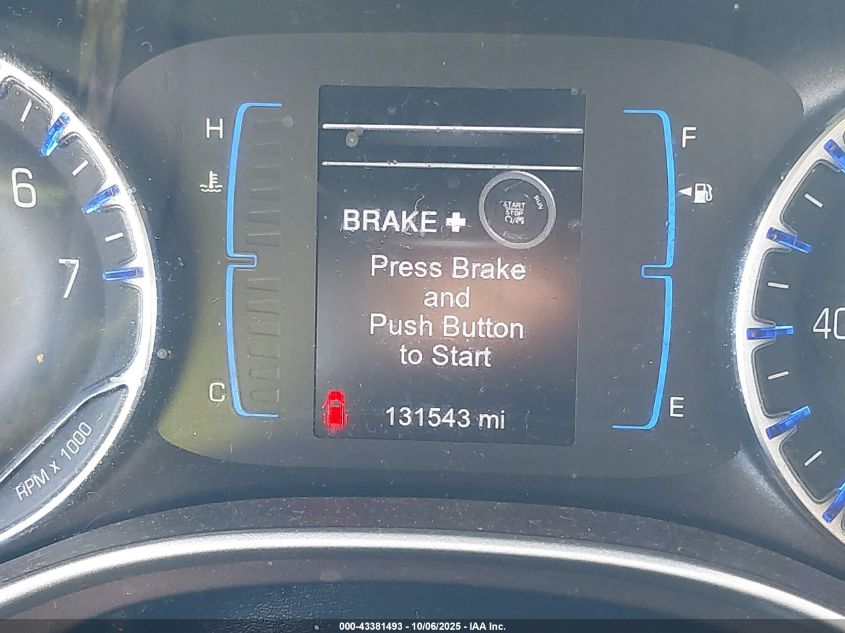 H
F
6
START
STOP
RUN
BRAKE +
7
Press Brake
and
Push Button
to Start
40
C
E
131543 mi
RPM x 1000
000-43381493 - 10/06/2025 - IAA Inc.